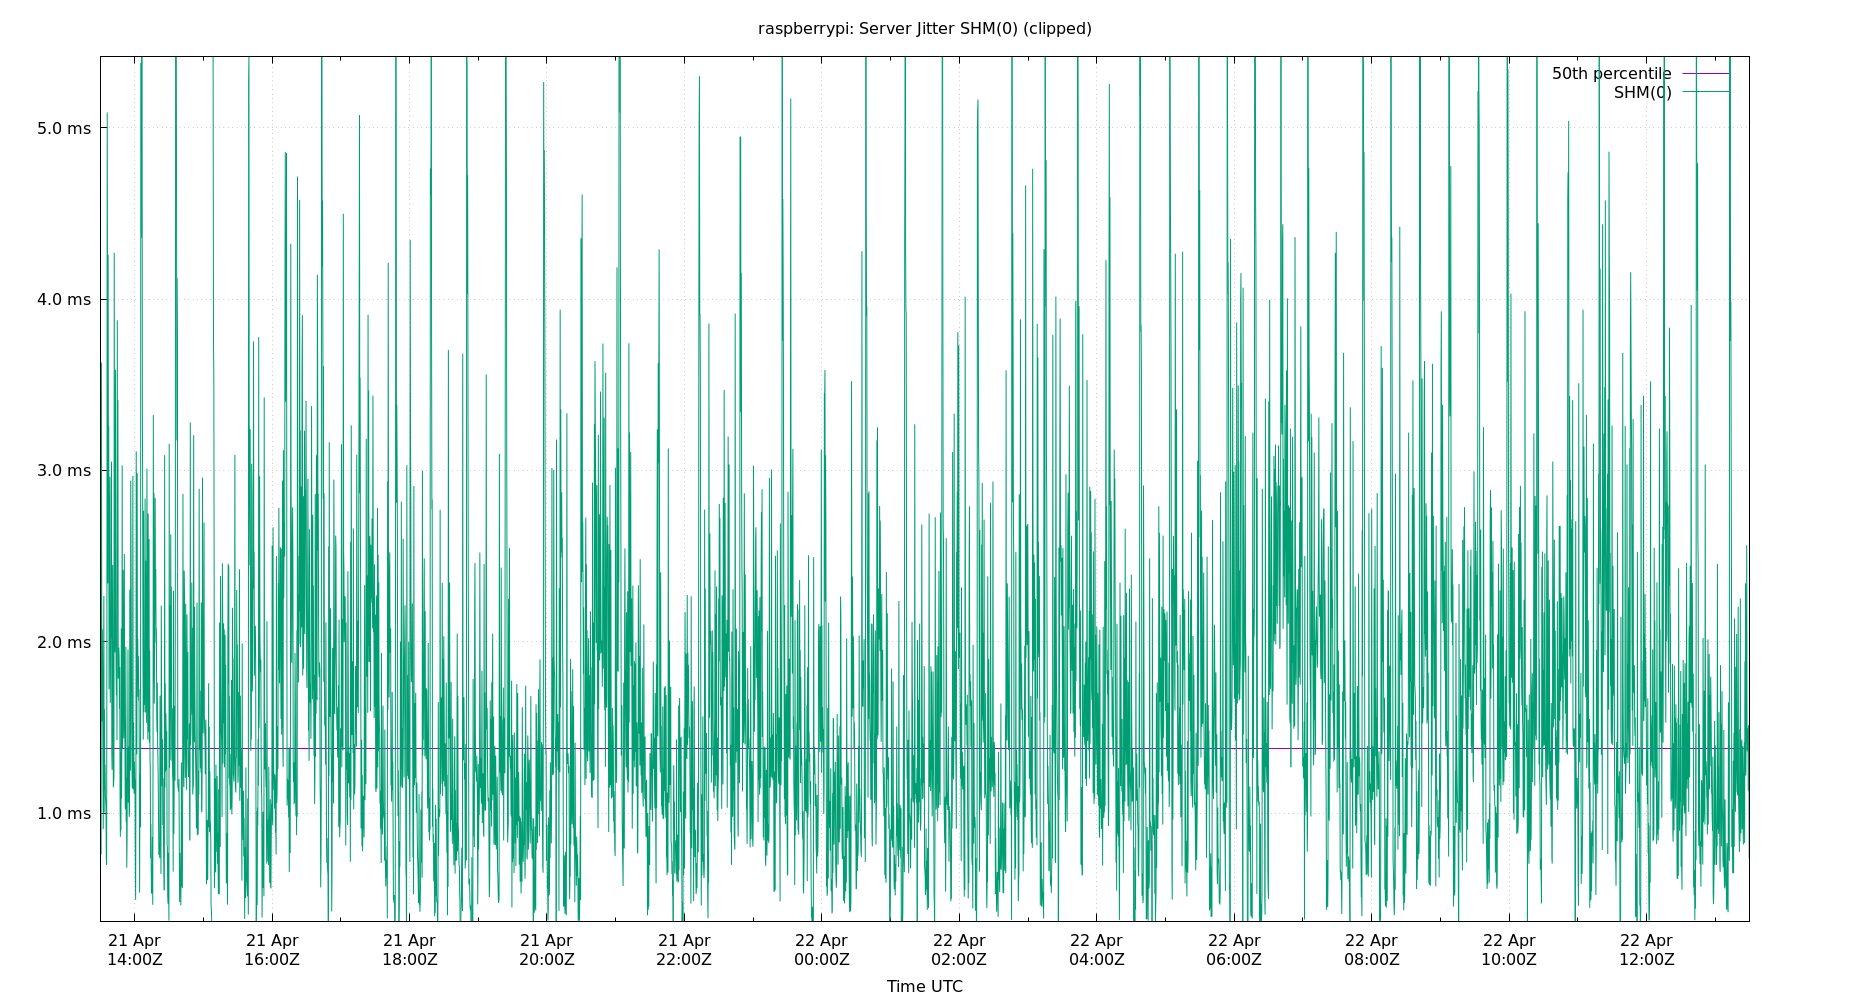 raspberrypi: Server Jitter SHM(0) (clipped)
50th percentile
SHM(0)
5.0 ms
4.0 ms
3.0 ms
2.0 ms
1.0 ms
21 Apr 21 Apr 21 Apr 21 Apr 21 Apr 22 Apr 22 Apr 22 Apr 22 Apr 22 Apr 22 Apr 22 Apr
14:00Z 16:00Z 18:00Z 20:00Z 22:00Z 00:00Z 02:00Z 04:00Z 06:00Z 08:00Z 10:00Z 12:00Z
Time UTC